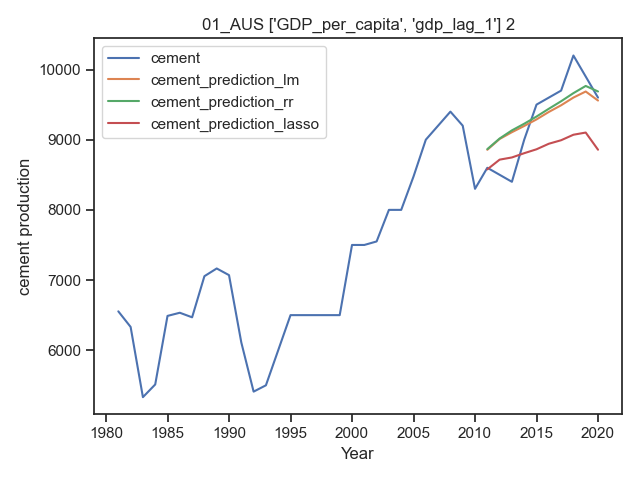 01_AUS ['GDP_per_capita', 'gdp_lag_1'] 2
cement
cement_prediction_lm
cement_prediction_rr
cement_prediction_lasso
cement production
10000
9000
8000
7000
6000
1980 1985 1990 1995 2000 2005 2010 2015 2020
Year